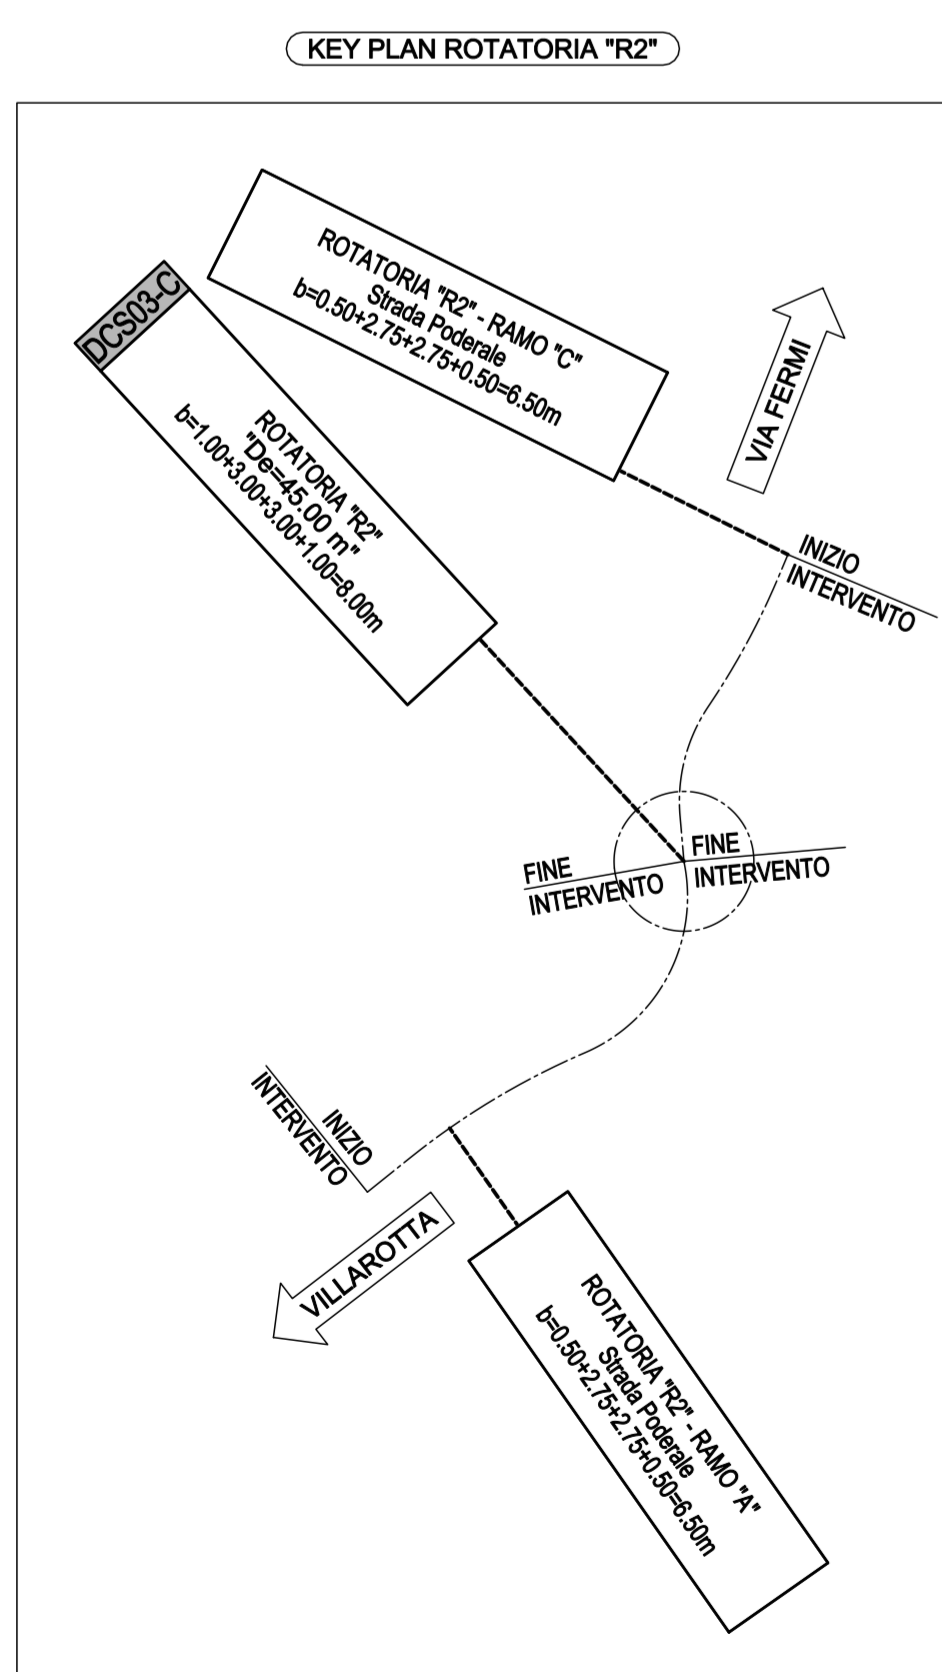 KEY PLAN ROTATORIA "R2"
ROTATORIA "R2" - RAMO "C"
Strada Poderale
b=0.50+2.75+2.75+0.50=6.50m
DCS03-C
ROTATORIA "R2"
"De=45.00 m"
b=1.00+3.00+3.00+1.00=8.00m
VIA FERMI
INIZIO
INTERVENTO
FINE
INTERVENTO
FINE
INTERVENTO
INIZIO
INTERVENTO
VILLAROTTA
ROTATORIA "R2" - RAMO "A"
Strada Poderale
b=0.50+2.75+2.75+0.50=6.50m